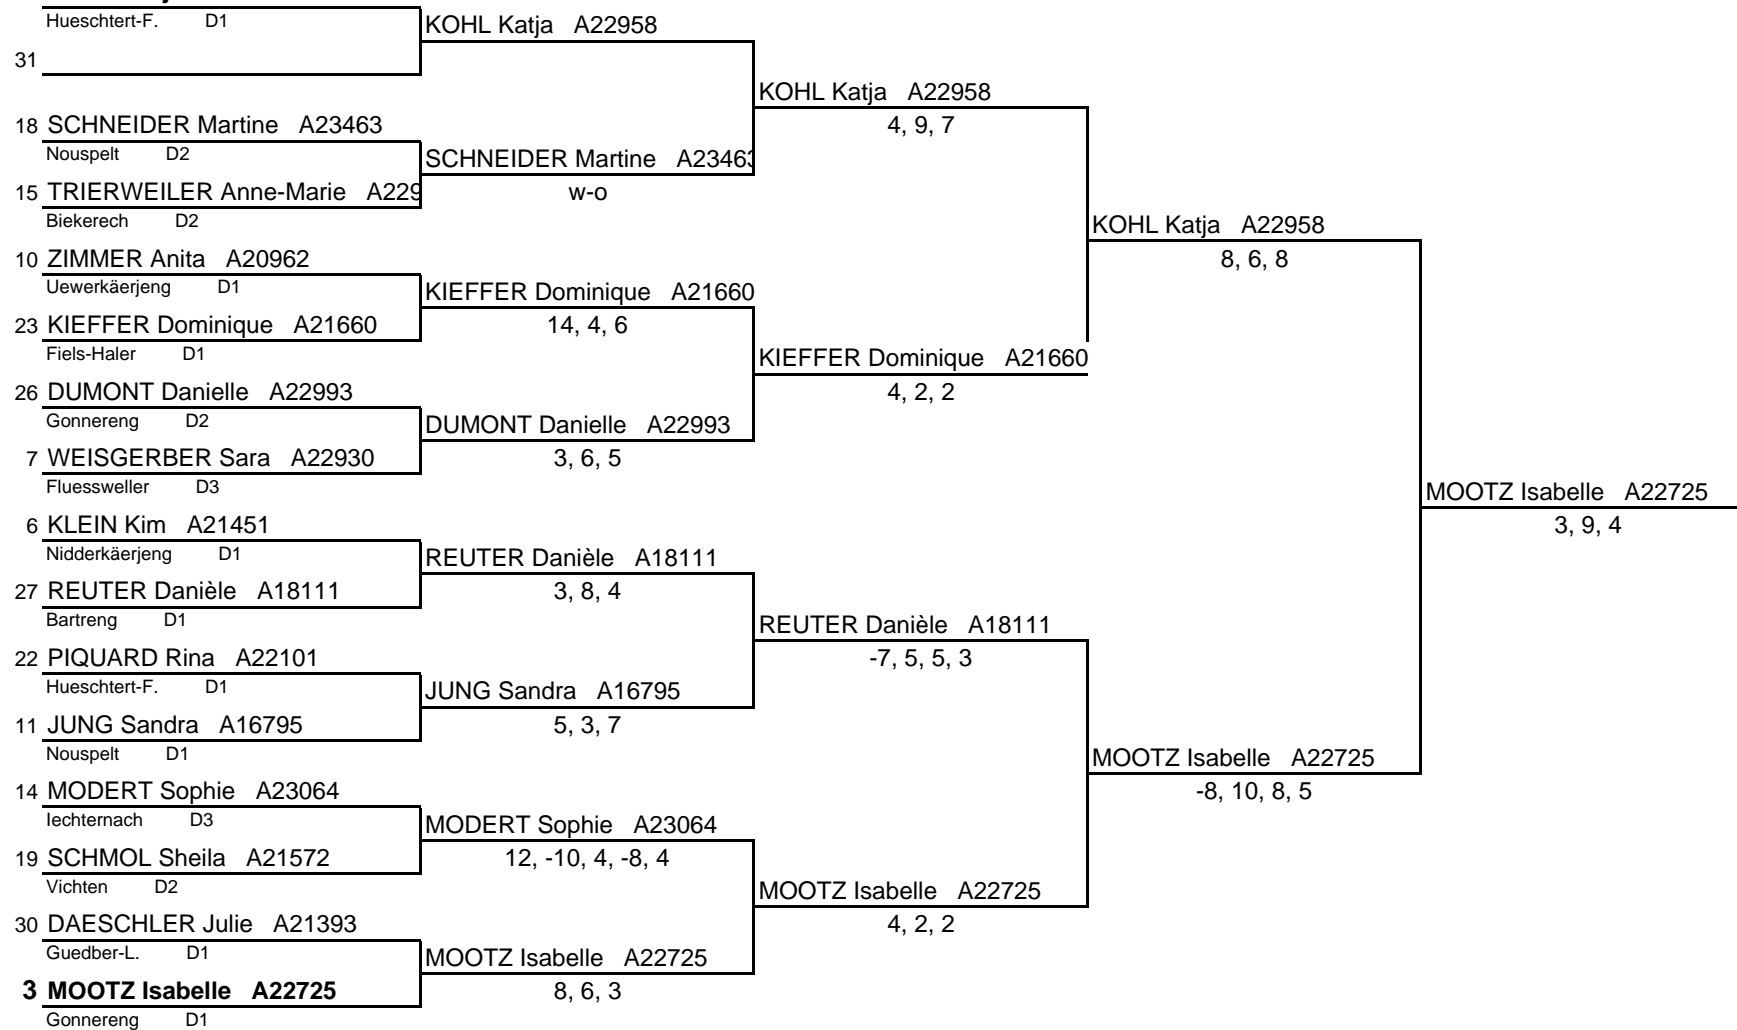 Hueschtert-F. D1
KOHL Katja A22958
31
KOHL Katja A22958
4, 9, 7
18 SCHNEIDER Martine A23463
Nouspelt D2
SCHNEIDER Martine A23463
w-o
15 TRIERWEILER Anne-Marie A229
Biekerech D2
KOHL Katja A22958
8, 6, 8
10 ZIMMER Anita A20962
Uewerkäerjeng D1
KIEFFER Dominique A21660
14, 4, 6
23 KIEFFER Dominique A21660
Fiels-Haler D1
KIEFFER Dominique A21660
4, 2, 2
26 DUMONT Danielle A22993
Gonnereng D2
DUMONT Danielle A22993
3, 6, 5
7 WEISGERBER Sara A22930
Fluessweller D3
MOOTZ Isabelle A22725
3, 9, 4
6 KLEIN Kim A21451
Nidderkäerjeng D1
REUTER Danièle A18111
3, 8, 4
27 REUTER Danièle A18111
Bartreng D1
REUTER Danièle A18111
-7, 5, 5, 3
22 PIQUARD Rina A22101
Hueschtert-F. D1
JUNG Sandra A16795
5, 3, 7
11 JUNG Sandra A16795
Nouspelt D1
MOOTZ Isabelle A22725
-8, 10, 8, 5
14 MODERT Sophie A23064
Iechternach D3
MODERT Sophie A23064
12, -10, 4, -8, 4
19 SCHMOL Sheila A21572
Vichten D2
MOOTZ Isabelle A22725
4, 2, 2
30 DAESCHLER Julie A21393
Guedber-L. D1
MOOTZ Isabelle A22725
8, 6, 3
3 MOOTZ Isabelle A22725
Gonnereng D1